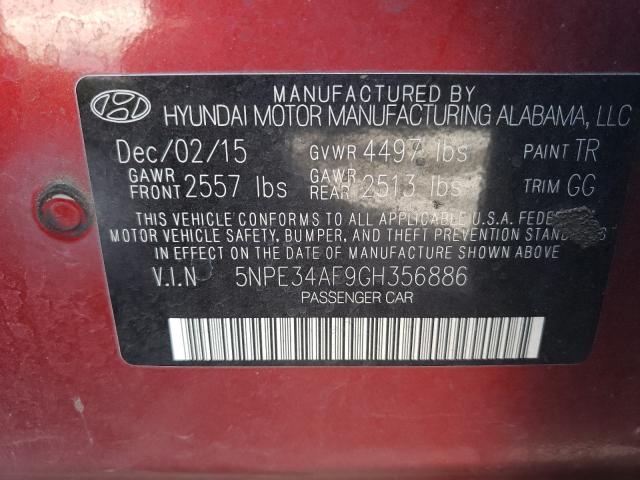 MANUFACTURED BY
HYUNDAI MOTOR MANUFACTURING ALABAMA, LLC
Dec/02/15 GVWR 4497 lbs PAINT TR
GAWR FRONT 2557 lbs GAWR REAR 2513 lbs TRIM GG
THIS VEHICLE CONFORMS TO ALL APPLICABLE U.S.A. FEDE
MOTOR VEHICLE SAFETY, BUMPER, AND THEFT PREVENTION STANDA
IN EFFECT ON THE DATE OF MANUFACTURE SHOWN ABOVE.
V.I.N 5NPE34AF9GH356886
PASSENGER CAR